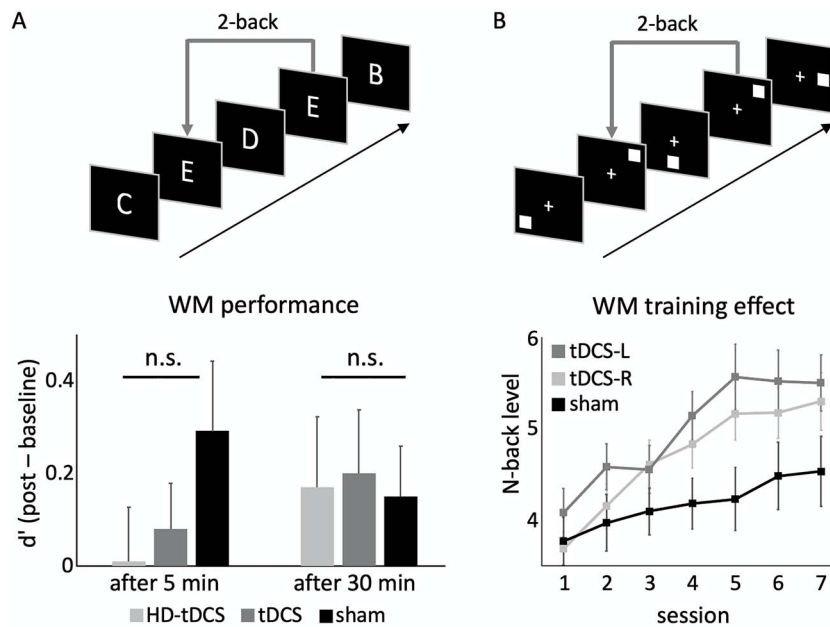 A
2-back
C
E
D
E
B
WM performance
d' (post – baseline)
0.4
0.2
0
n.s.
n.s.
after 5 min
after 30 min
HD-tDCS
tDCS
sham
B
2-back
WM training effect
N-back level
6
5
4
tDCS-L
tDCS-R
sham
1 2 3 4 5 6 7
session